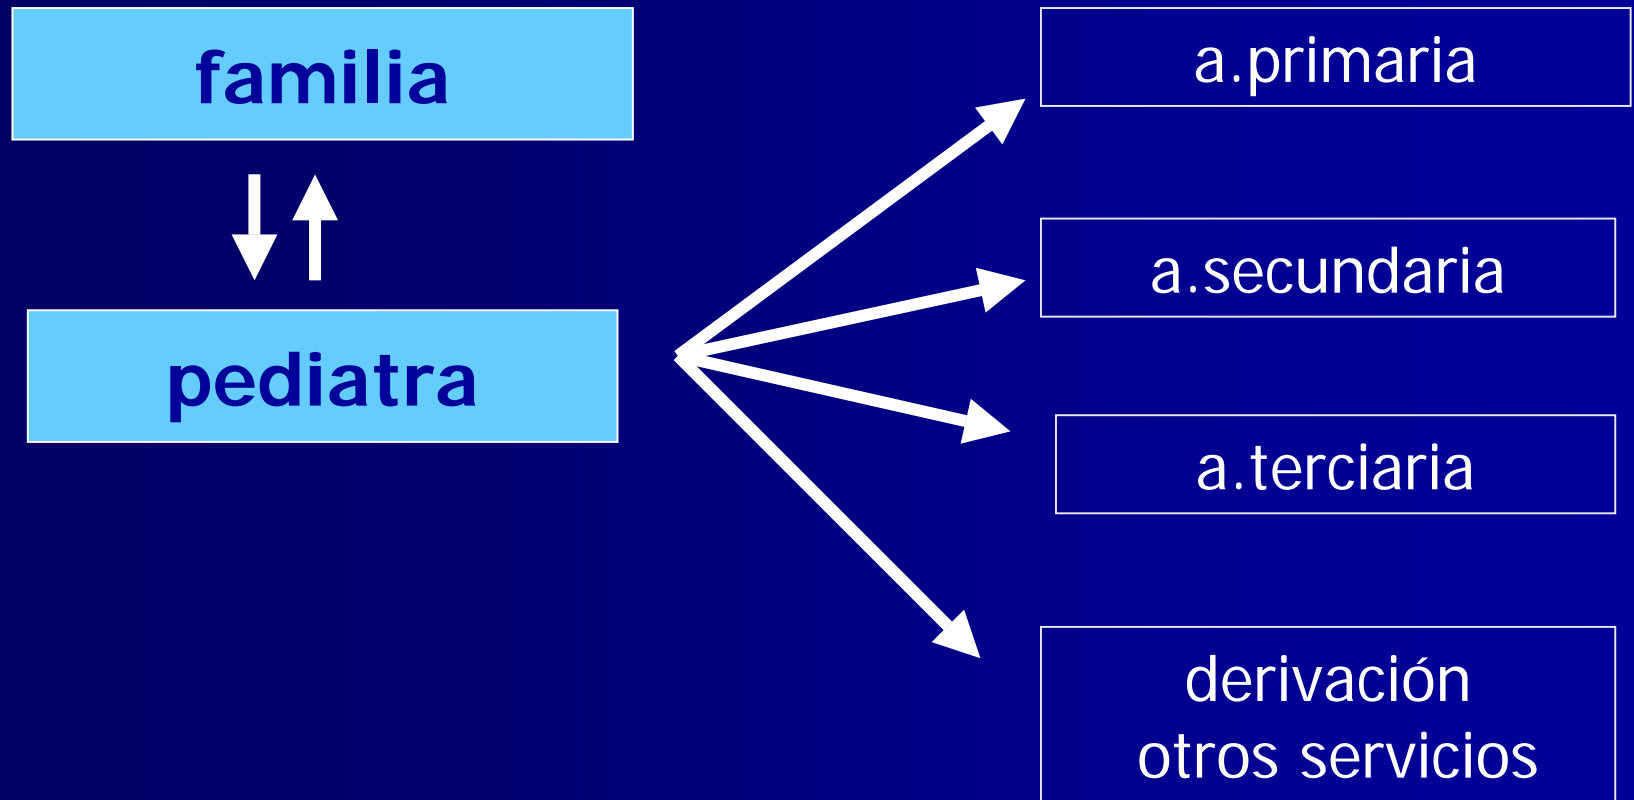 familia
pediatra
a.primaria
a.secundaria
a.terciaria
derivación
otros servicios